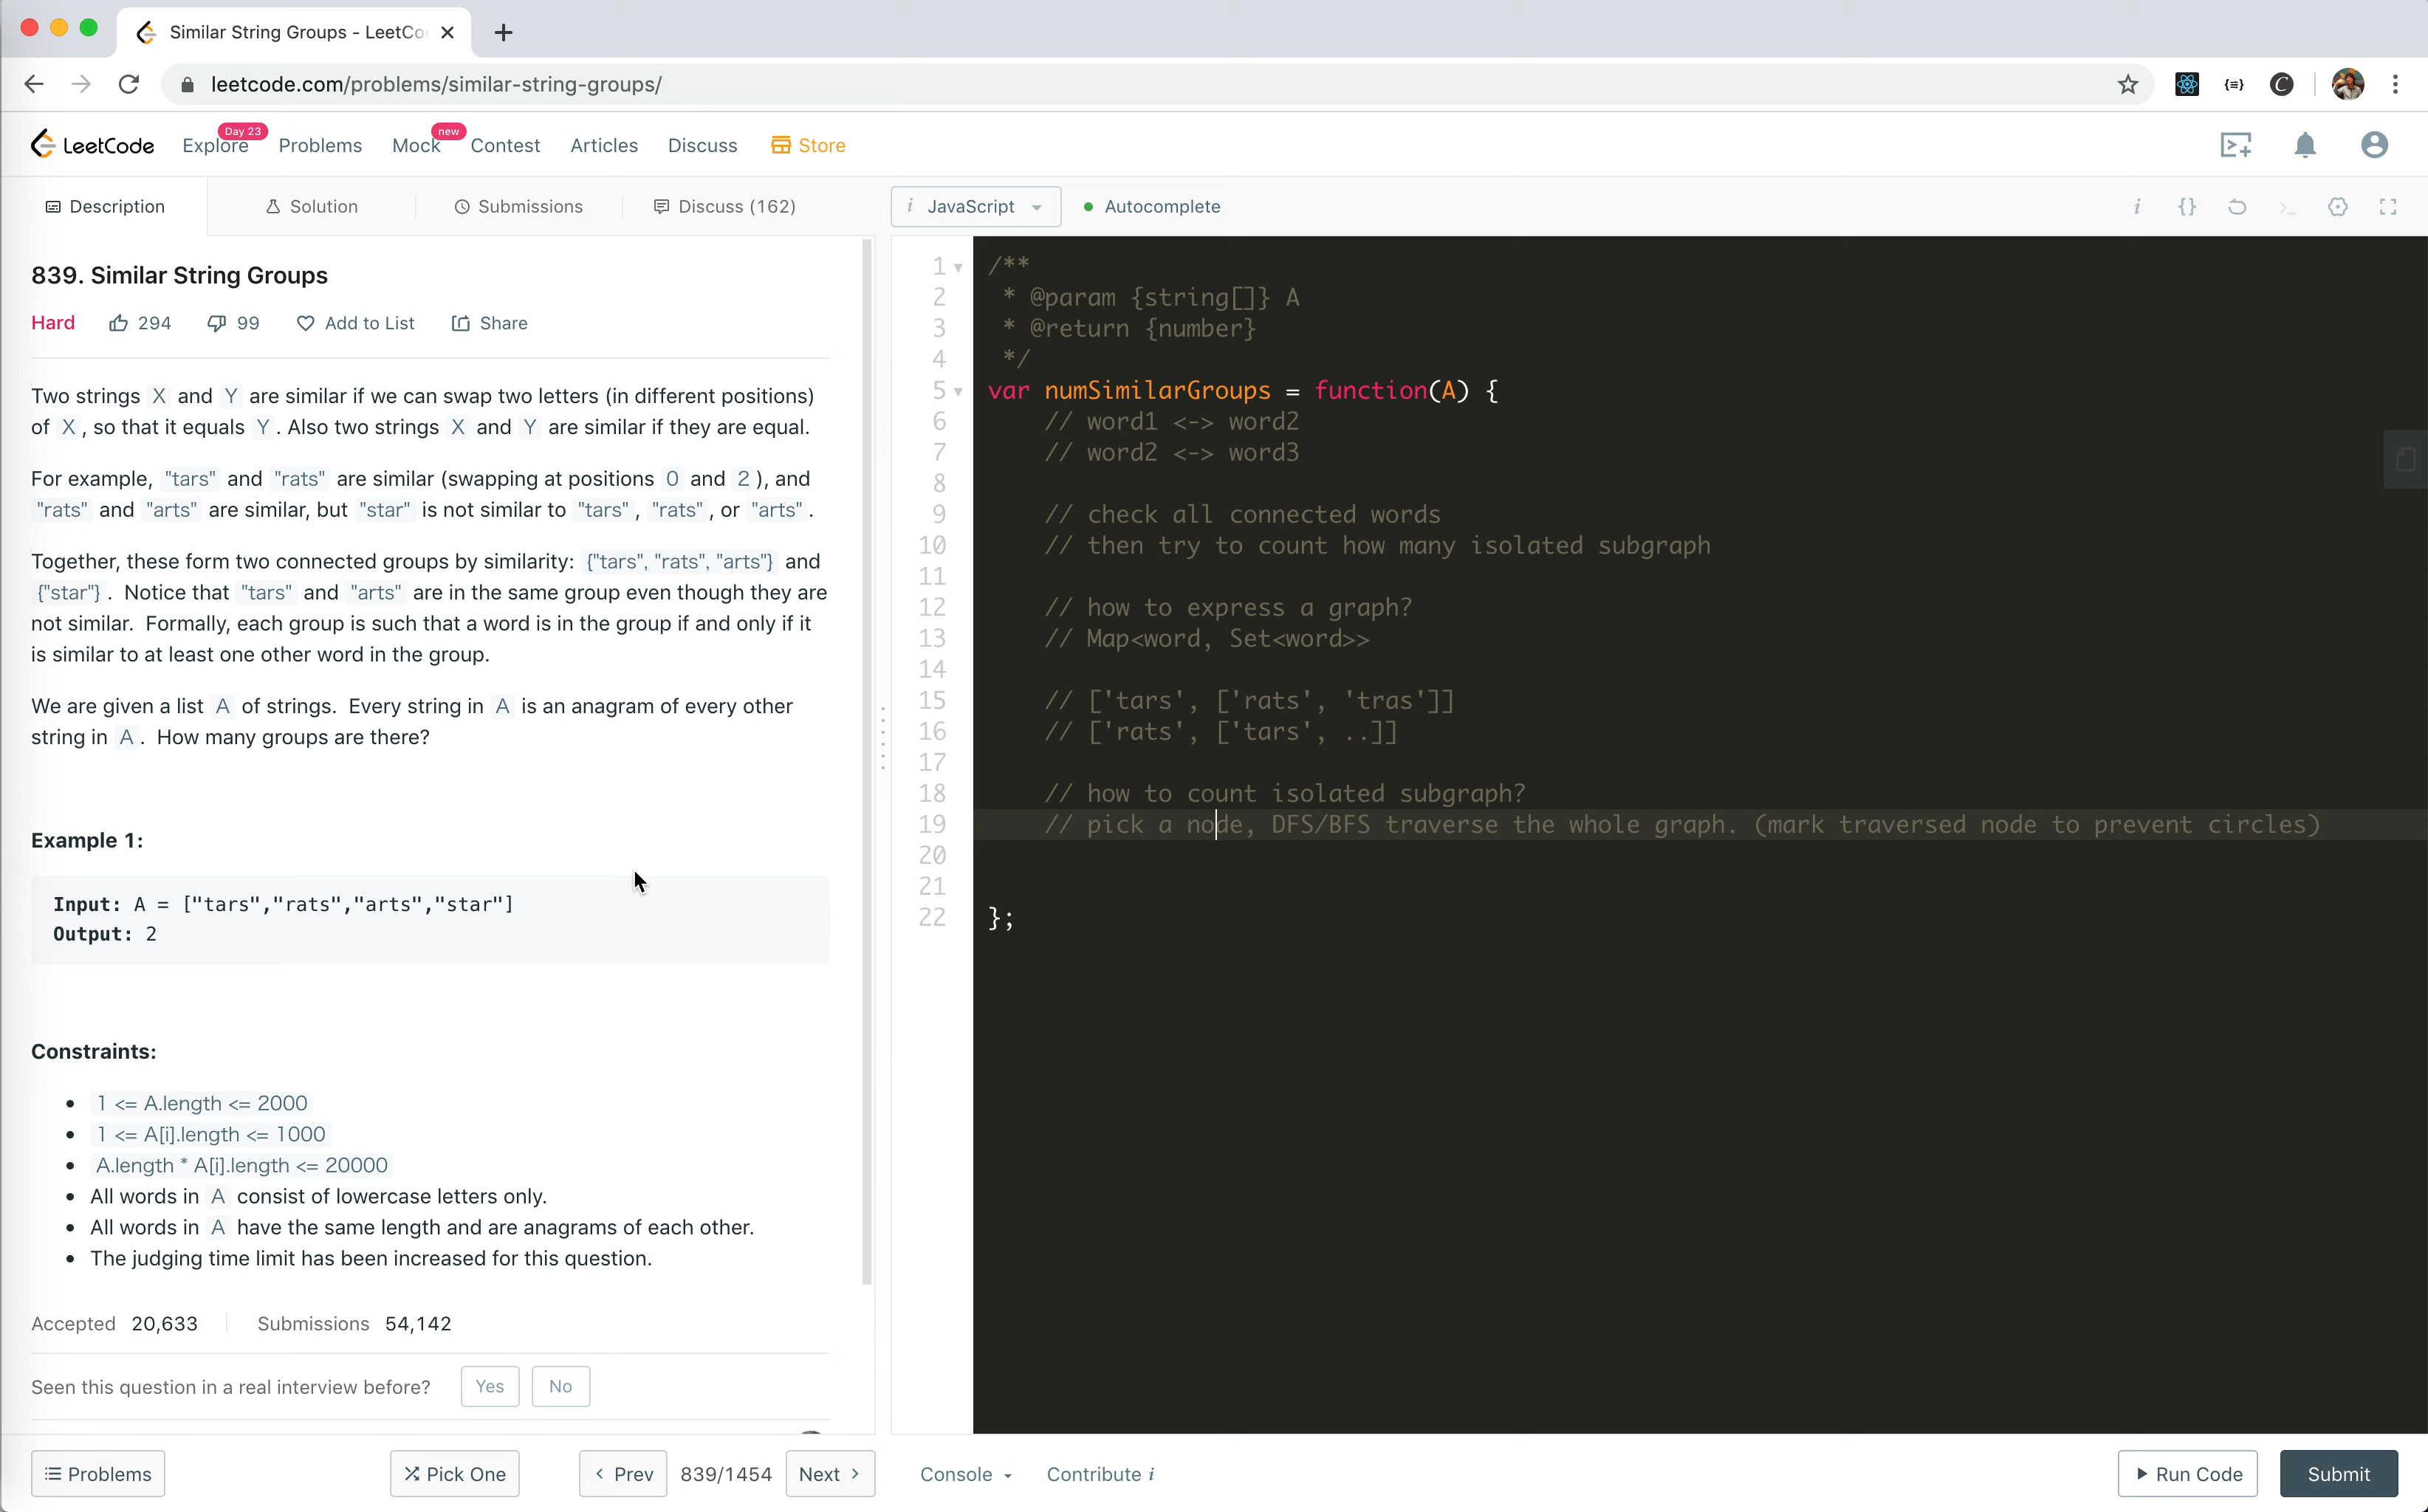 Similar String Groups - LeetCo
leetcode.com/problems/similar-string-groups/
LeetCode
Explore
Day 23
Problems
Mock
new
Contest
Articles
Discuss
Store
Description
Solution
Submissions
Discuss (162)
i JavaScript
Autocomplete
839. Similar String Groups
Hard
294
99
Add to List
Share
Two strings X and Y are similar if we can swap two letters (in different positions)
of X, so that it equals Y. Also two strings X and Y are similar if they are equal.
For example, "tars" and "rats" are similar (swapping at positions 0 and 2), and
"rats" and "arts" are similar, but "star" is not similar to "tars", "rats", or "arts".
Together, these form two connected groups by similarity: {"tars", "rats", "arts"} and
{"star"}. Notice that "tars" and "arts" are in the same group even though they are
not similar. Formally, each group is such that a word is in the group if and only if it
is similar to at least one other word in the group.
We are given a list A of strings. Every string in A is an anagram of every other
string in A. How many groups are there?
Example 1:
Input: A = ["tars","rats","arts","star"]
Output: 2
Constraints:
1 <= A.length <= 2000
1 <= A[i].length <= 1000
A.length * A[i].length <= 20000
All words in A consist of lowercase letters only.
All words in A have the same length and are anagrams of each other.
The judging time limit has been increased for this question.
Accepted 20,633
Submissions 54,142
Seen this question in a real interview before?
Yes
No
1 /**
2 * @param {string[]} A
3 * @return {number}
4 */
5 var numSimilarGroups = function(A) {
6 // word1 <-> word2
7 // word2 <-> word3
8
9 // check all connected words
10 // then try to count how many isolated subgraph
11
12 // how to express a graph?
13 // Map<word, Set<word>>
14
15 // ['tars', ['rats', 'tras']]
16 // ['rats', ['tars', ..]]
17
18 // how to count isolated subgraph?
19 // pick a node, DFS/BFS traverse the whole graph. (mark traversed node to prevent circles)
20
21
22 };
Problems
Pick One
Prev
839/1454
Next
Console
Contribute i
Run Code
Submit